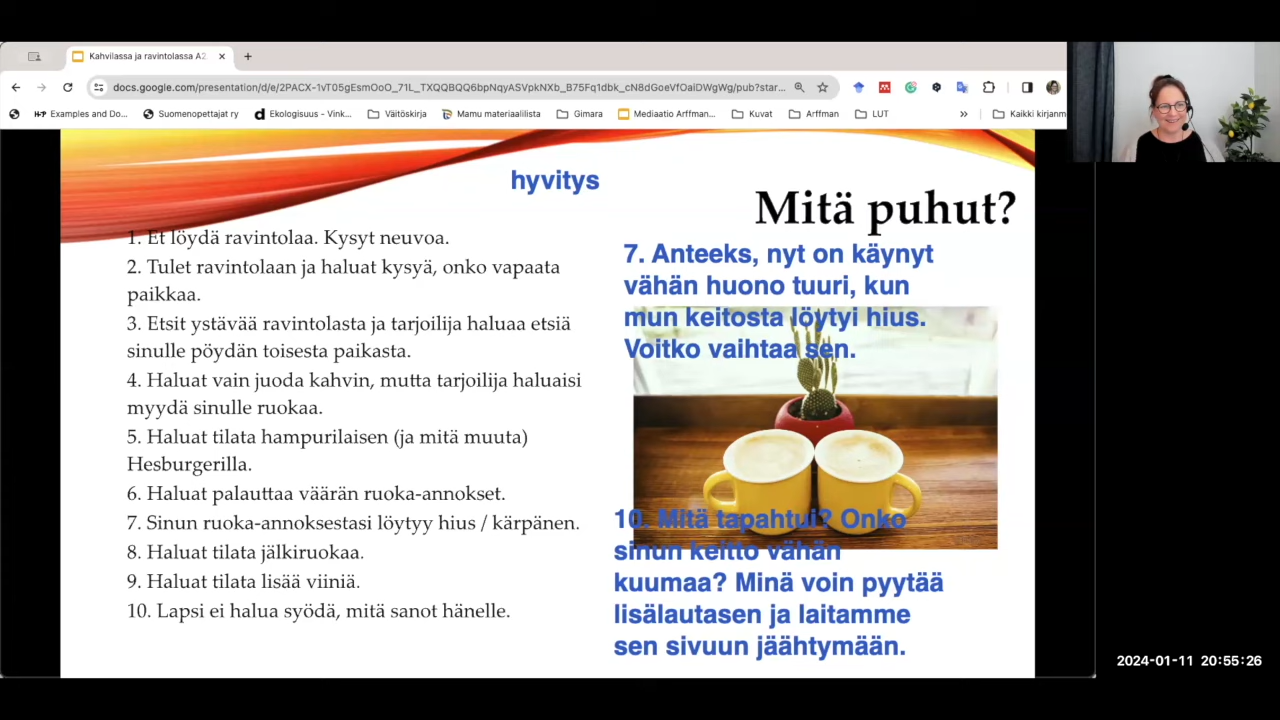 Kahvilassa ja ravintolassa A2
docs.google.com/presentation/d/e/2PACX-1vT05gEsmOoO_71L_TXQQBQQ6bpNqyASVpkNXb_B75Fq1dbk_cN8dGoeVfOaiDWgWg/pub?star...
Examples and Do... Suomenopettajat ry Ekologisuus - Vink... Väitöskirja Mamu materiaalilista Gimara Mediaatio Arffman... Kuvat Arffman LUT » Kaikki kirjanm
hyvitys
Mitä puhut?
1. Et löydä ravintolaa. Kysyt neuvoa.
2. Tulet ravintolaan ja haluat kysyä, onko vapaata
paikkaa.
3. Etsit ystävää ravintolasta ja tarjoilija haluaa etsiä
sinulle pöydän toisesta paikasta.
4. Haluat vain juoda kahvin, mutta tarjoilija haluaisi
myydä sinulle ruokaa.
5. Haluat tilata hampurilaisen (ja mitä muuta)
Hesburgerilla.
6. Haluat palauttaa väärän ruoka-annokset.
7. Sinun ruoka-annoksestasi löytyy hius / kärpänen.
8. Haluat tilata jälkiruokaa.
9. Haluat tilata lisää viiniä.
10. Lapsi ei halua syödä, mitä sanot hänelle.
7. Anteeks, nyt on käynyt
vähän huono tuuri, kun
mun keitosta löytyi hius.
Voitko vaihtaa sen.
10. Mitä tapahtui? Onko
sinun keitto vähän
kuumaa? Minä voin pyytää
lisälautasen ja laitamme
sen sivuun jäähtymään.
2024-01-11 20:55:26